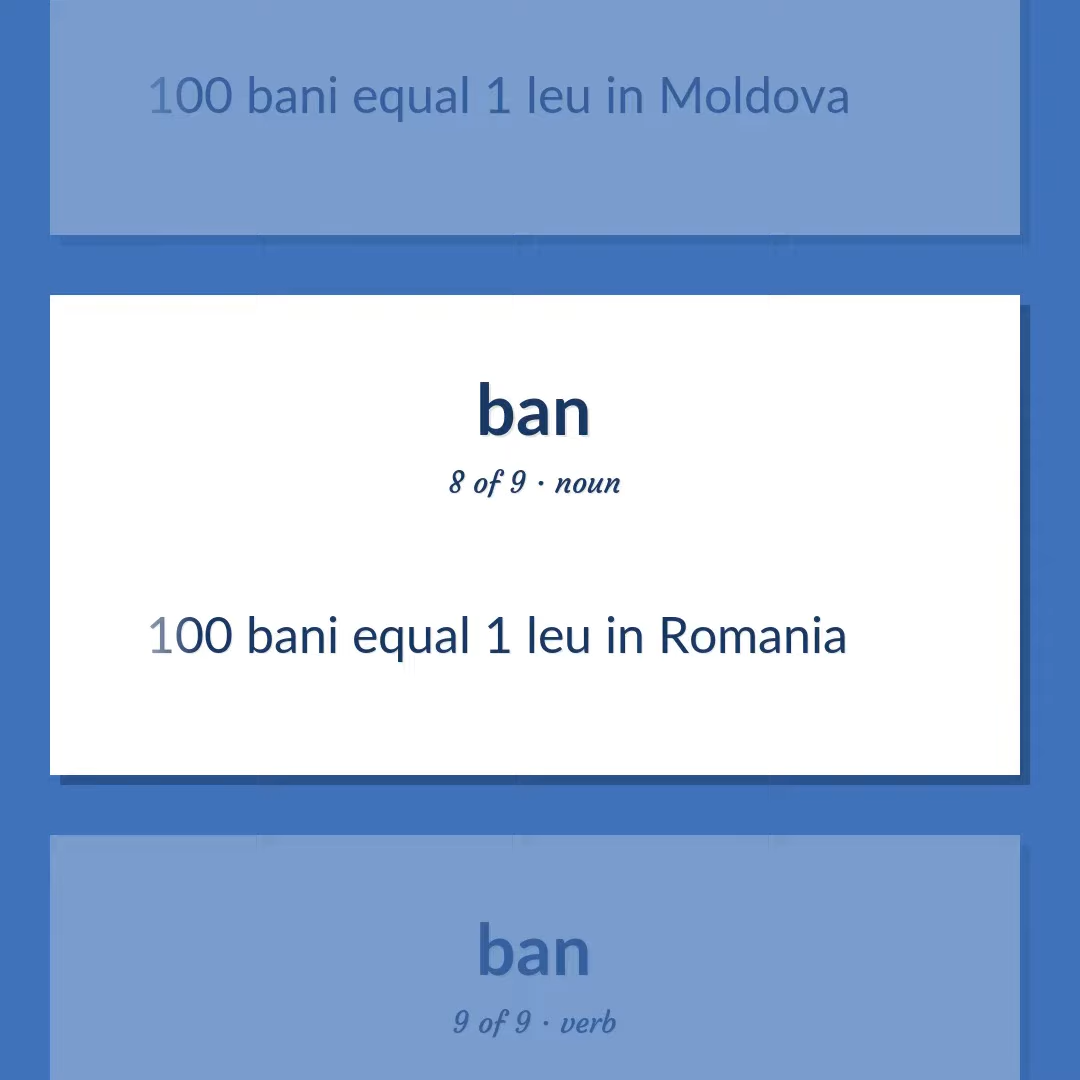 100 bani equal 1 leu in Moldova
ban
8 of 9 · noun
100 bani equal 1 leu in Romania
ban
9 of 9 · verb